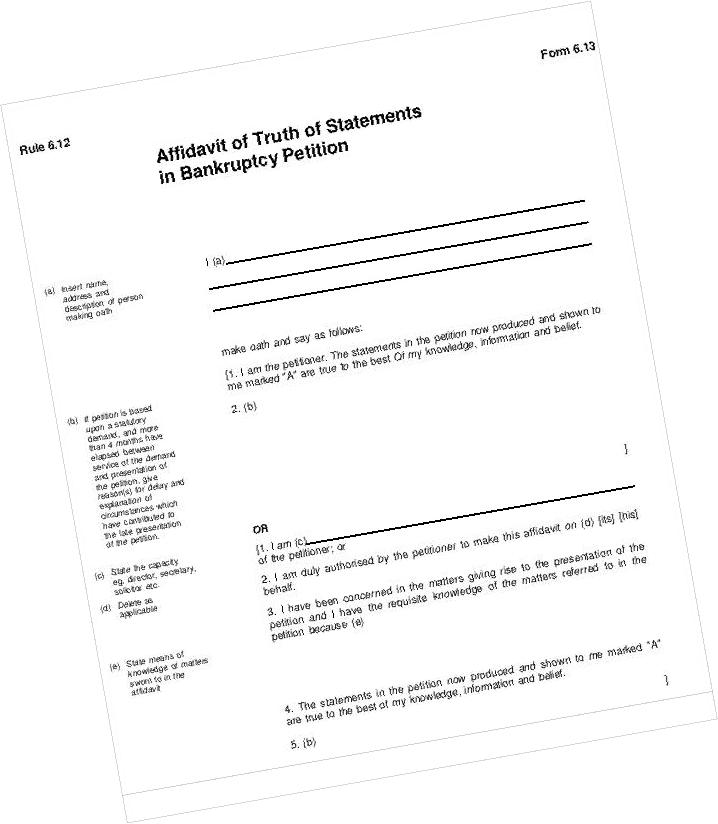 Form 6.13
Rule 6.12
Affidavit of Truth of Statements
in Bankruptcy Petition
I (a)
(a) Insert name,
address and
description of person
making oath
make oath and say as follows:
[1. I am the petitioner. The statements in the petition now produced and shown to
me marked "A" are true to the best Of my knowledge, information and belief.
2. (b)
]
(b) If petition is based
upon a statutory
demand, and more
than 4 months have
elapsed between
service of the demand
and presentation of
the petition, give
reason(s) for delay and
explanation of
circumstances which
have contributed to
the late presentation
of the petition.
OR
[1. I am (c)
of the petitioner; or
(c) State the capacity
eg. director, secretary,
solicitor etc.
2. I am duly authorised by the petitioner to make this affidavit on (d) [its] [his]
behalf.
(d) Delete as
applicable
3. I have been concerned in the matters giving rise to the presentation of the
petition and I have the requisite knowledge of the matters referred to in the
petition because (e)
(e) State means of
knowledge of matters
sworn to in the
affidavit
4. The statements in the petition now produced and shown to me marked "A"
are true to the best of my knowledge, information and belief.
]
5. (b)